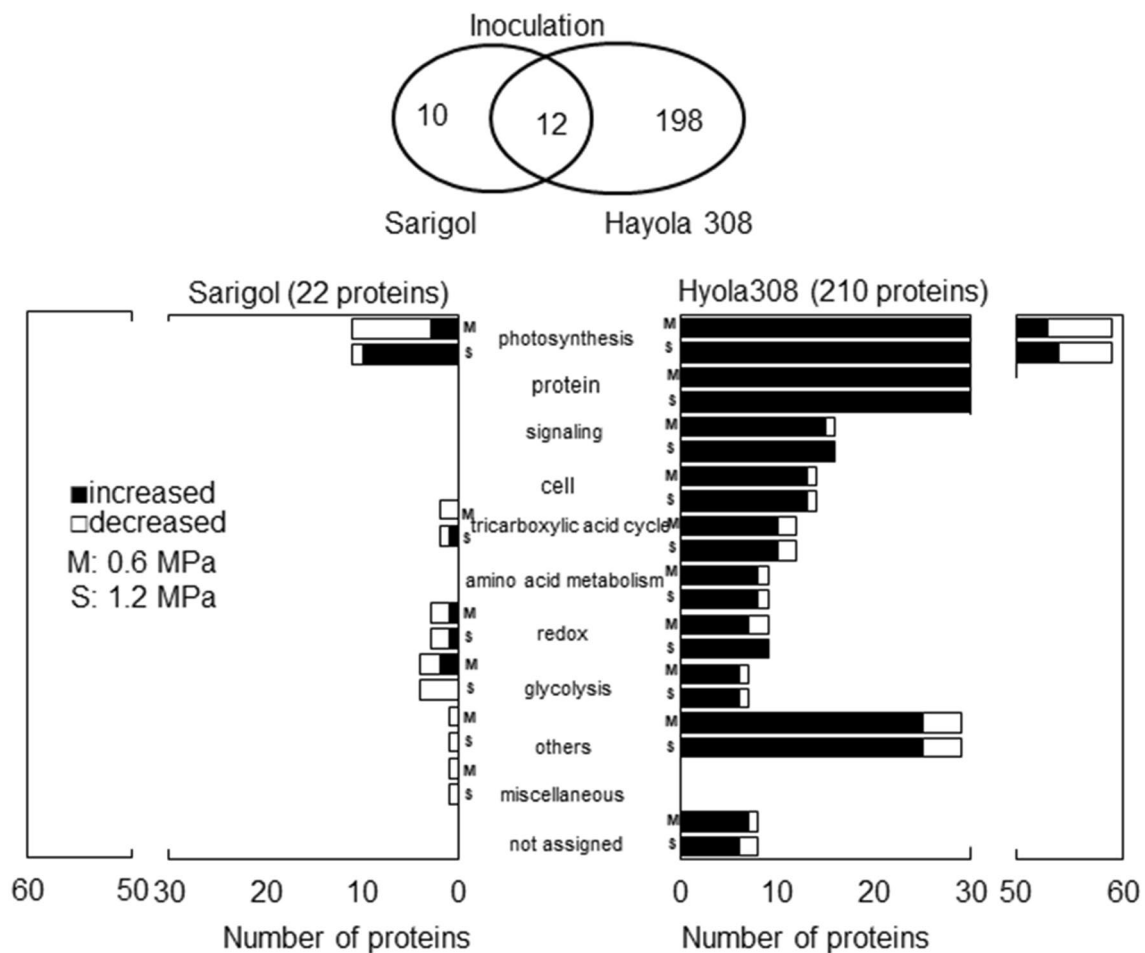 Inoculation
10
12
198
Sarigol
Hayola 308
Sarigol (22 proteins)
Hyola308 (210 proteins)
M photosynthesis M
S S
protein M
S
signaling M
S
cell M
S
■increased
□decreased
M: 0.6 MPa
S: 1.2 MPa
M tricarboxylic acid cycle M
S S
amino acid metabolism M
S
M redox M
S S
M glycolysis M
S S
M others M
S S
M miscellaneous
S
not assigned M
S
60 50 30 20 10 0
0 10 20 30 50 60
Number of proteins
Number of proteins